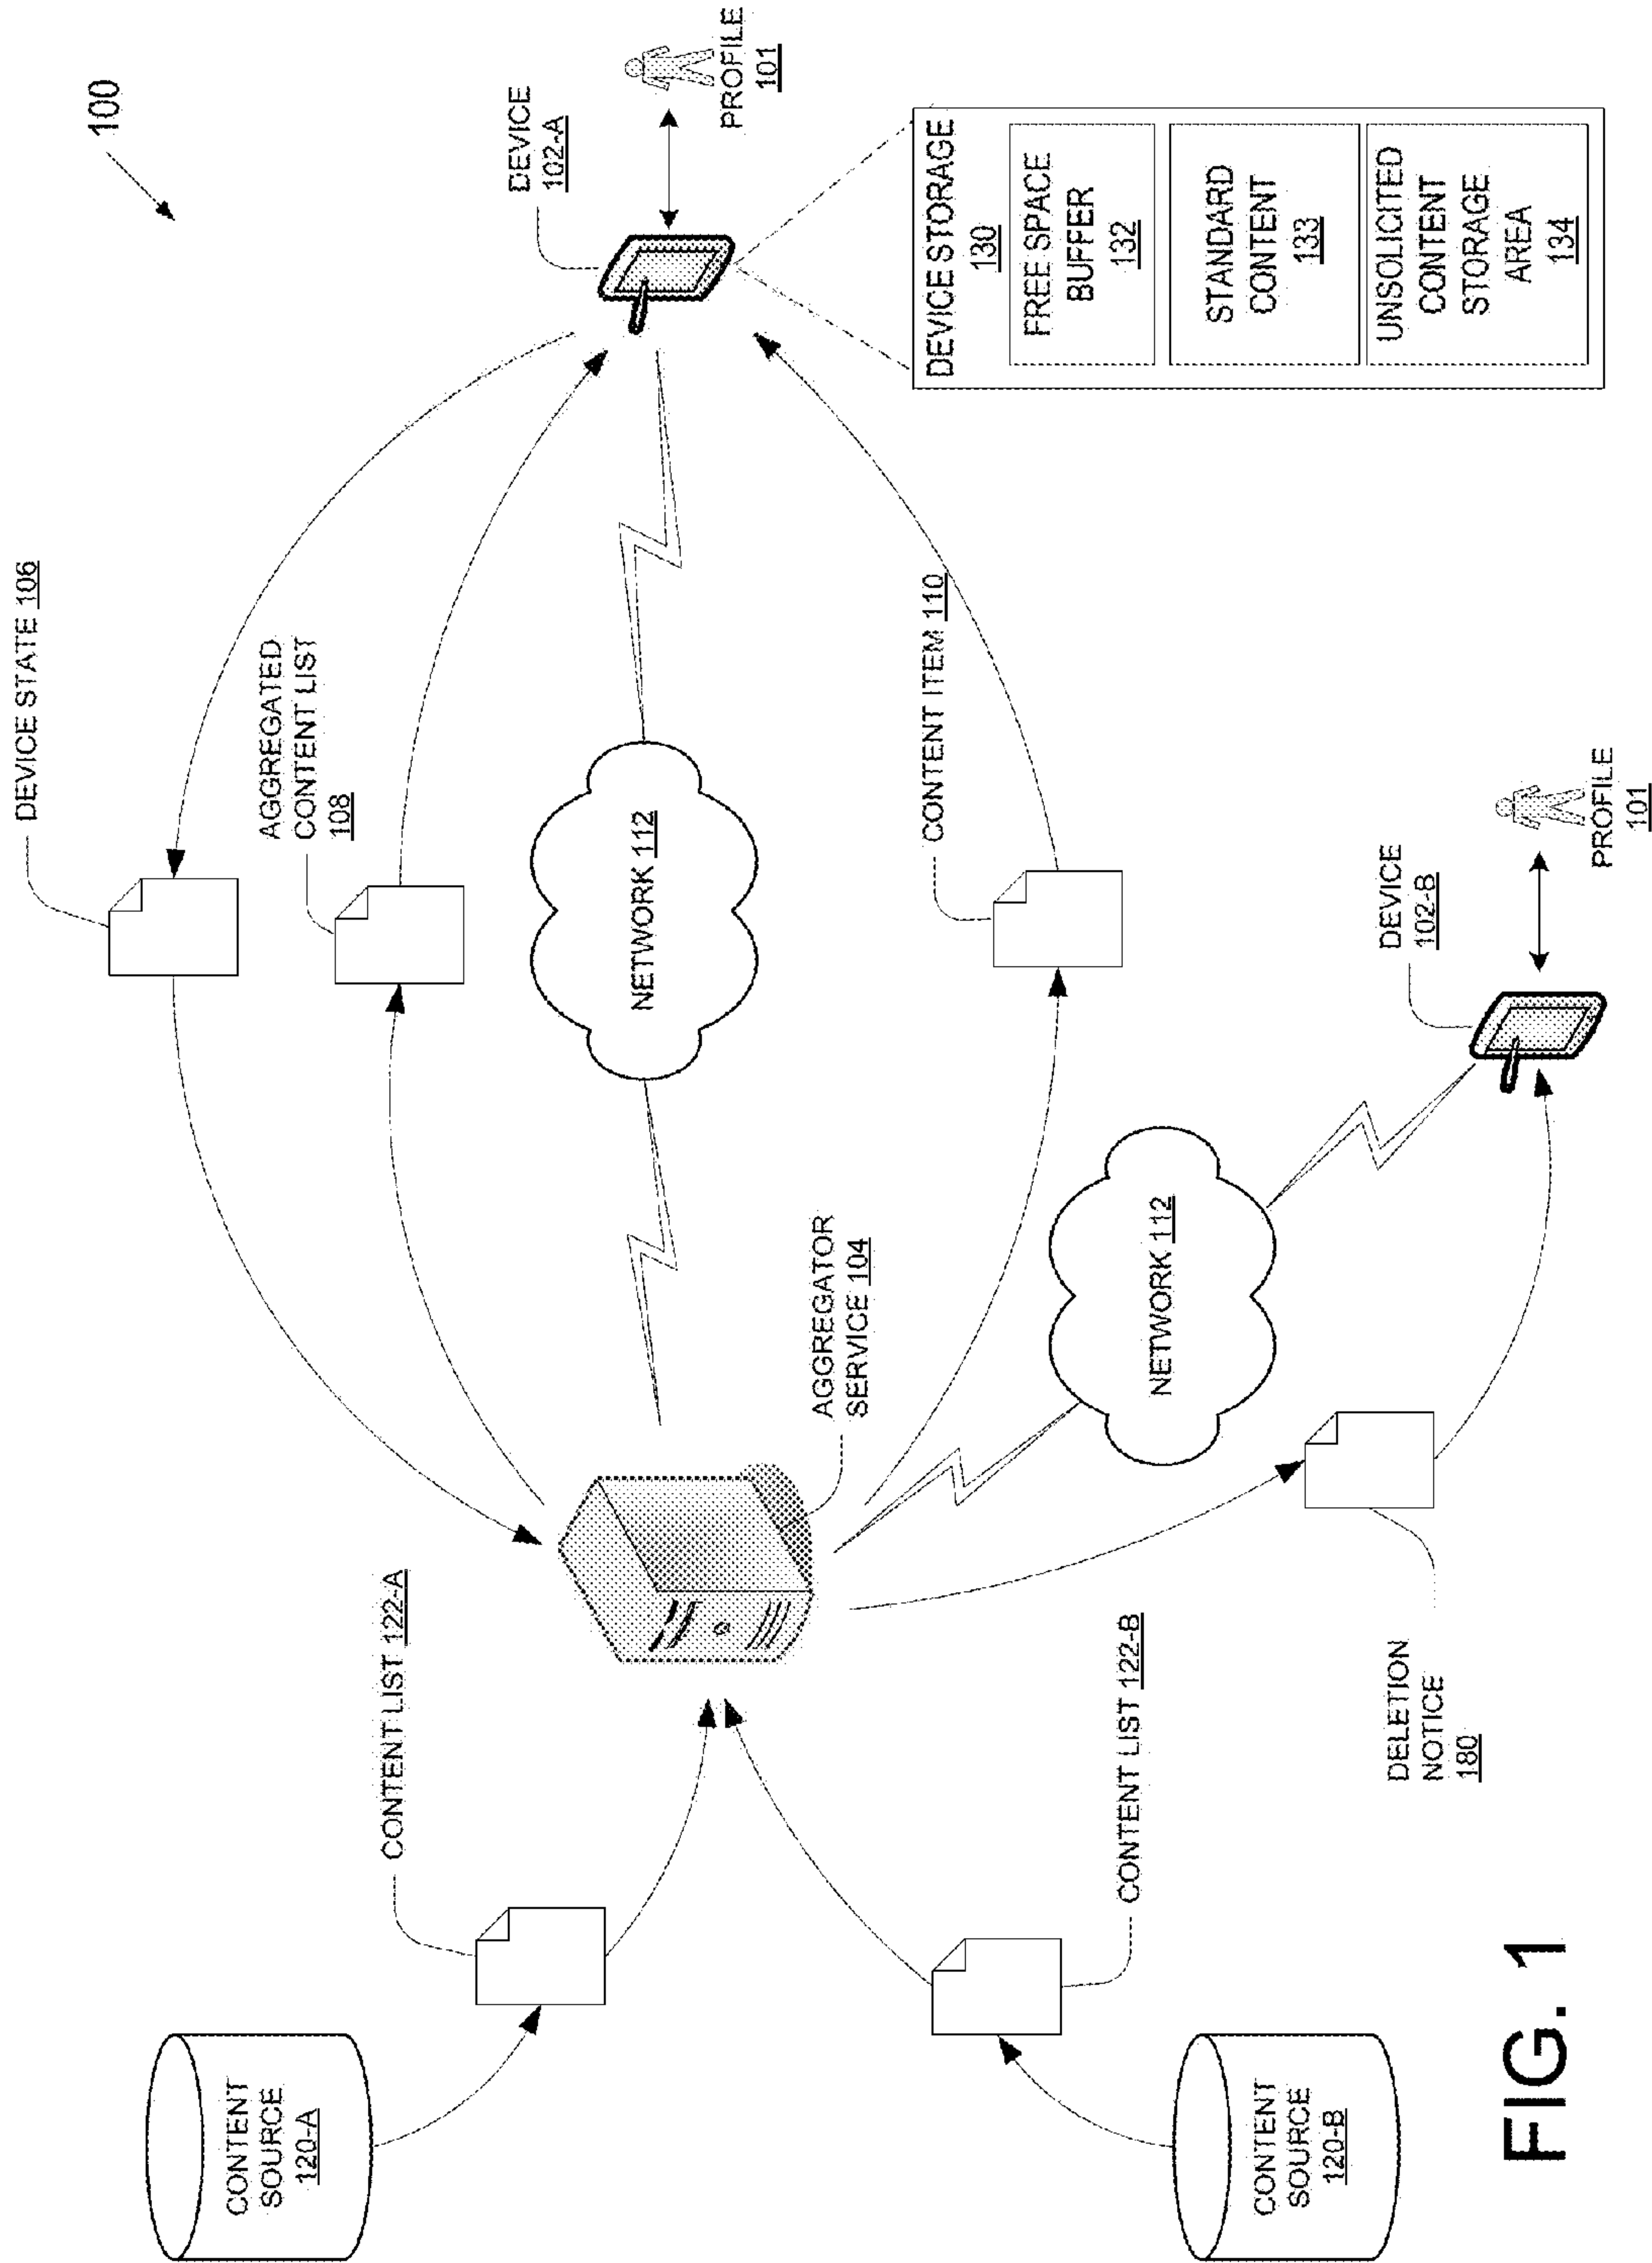 100
DEVICE STATE 106
AGGREGATED
CONTENT LIST
108
DEVICE
102-A
PROFILE
101
CONTENT LIST 122-A
CONTENT
SOURCE
120-A
NETWORK 112
AGGREGATOR
SERVICE 104
CONTENT ITEM 110
DEVICE STORAGE
130
FREE SPACE
BUFFER
132
STANDARD
CONTENT
133
UNSOLICITED
CONTENT
STORAGE
AREA
134
NETWORK 112
CONTENT LIST 122-B
CONTENT
SOURCE
120-B
DELETION
NOTICE
180
DEVICE
102-B
PROFILE
101
FIG. 1